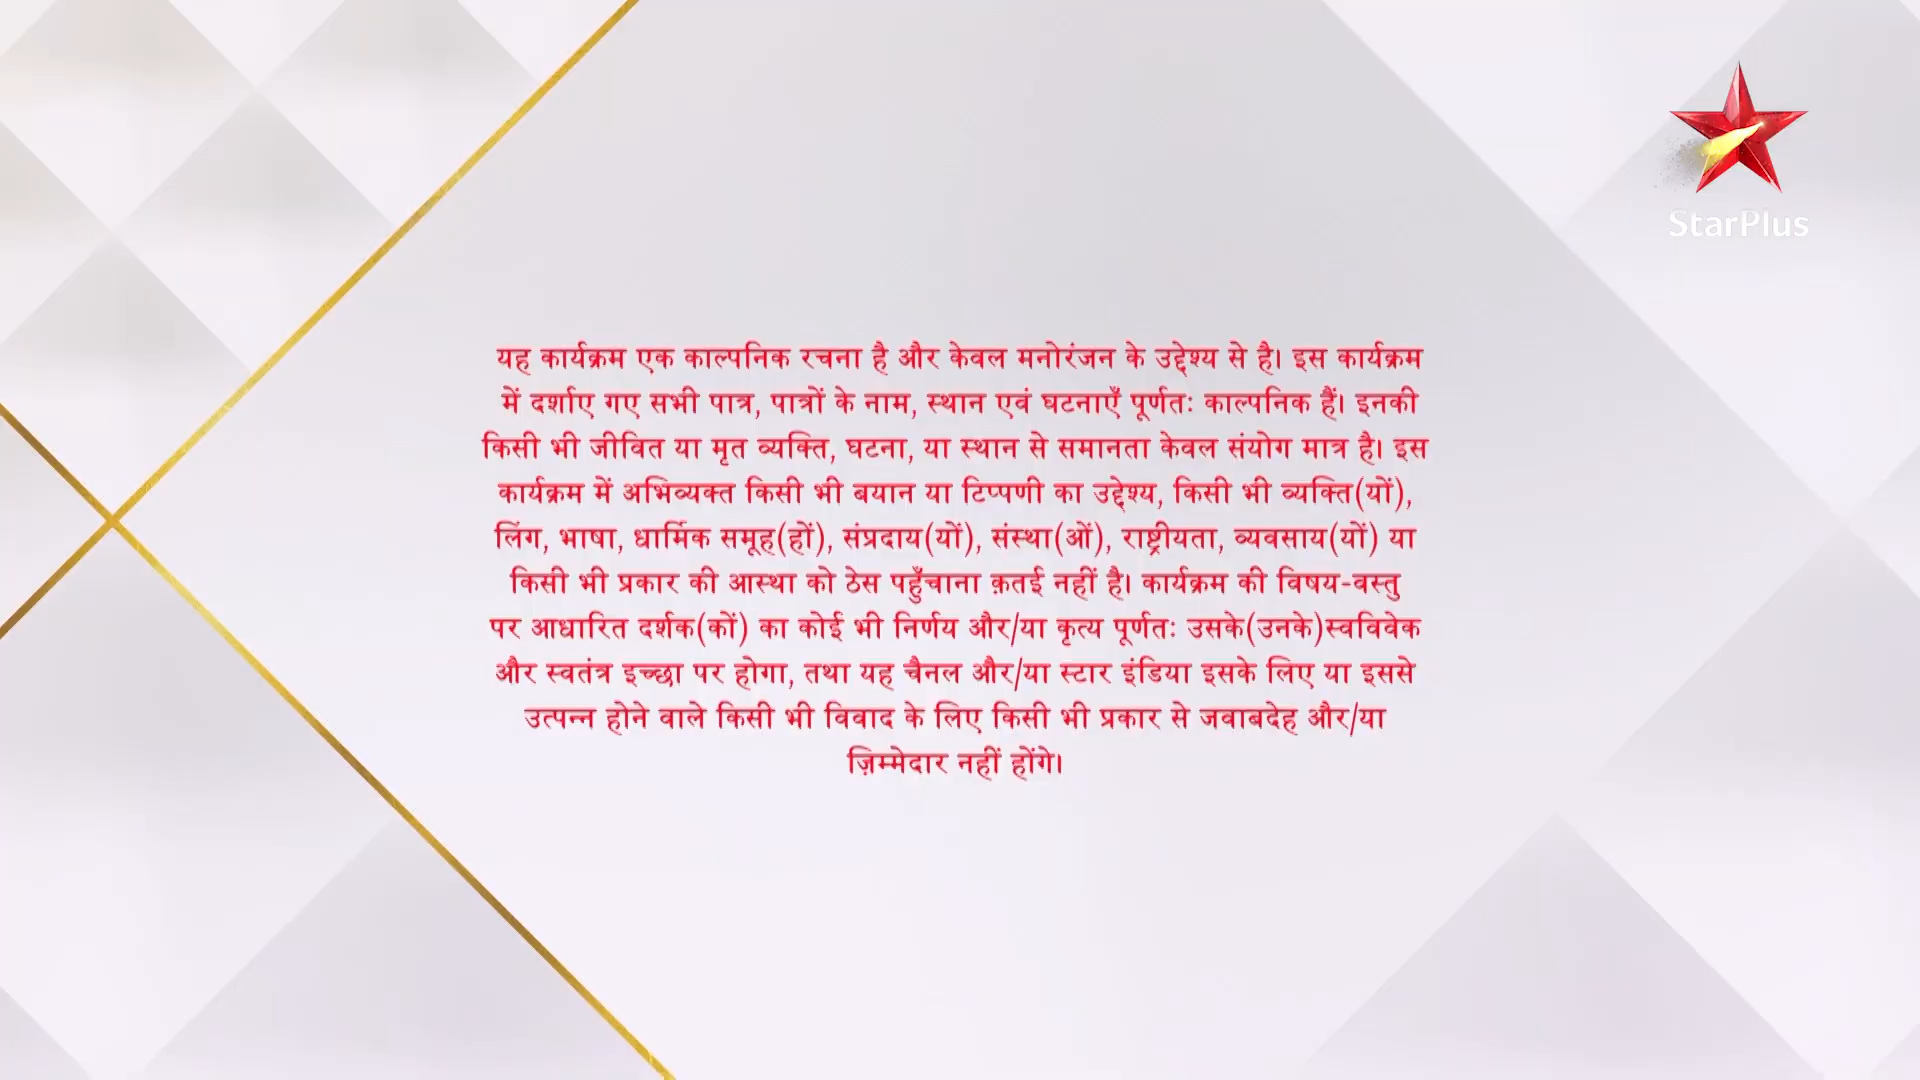 StarPlus
यह कार्यक्रम एक काल्पनिक रचना है और केवल मनोरंजन के उद्देश्य से है। इस कार्यक्रम
में दर्शाए गए सभी पात्र, पात्रों के नाम, स्थान एवं घटनाएँ पूर्णतः काल्पनिक हैं। इनकी
किसी भी जीवित या मृत व्यक्ति, घटना, या स्थान से समानता केवल संयोग मात्र है। इस
कार्यक्रम में अभिव्यक्त किसी भी बयान या टिप्पणी का उद्देश्य, किसी भी व्यक्ति(यों),
लिंग, भाषा, धार्मिक समूह(हों), संप्रदाय(यों), संस्था(ओं), राष्ट्रीयता, व्यवसाय(यों) या
किसी भी प्रकार की आस्था को ठेस पहुँचाना क़तई नहीं है। कार्यक्रम की विषय-वस्तु
पर आधारित दर्शक(कों) का कोई भी निर्णय और/या कृत्य पूर्णतः उसके(उनके)स्वविवेक
और स्वतंत्र इच्छा पर होगा, तथा यह चैनल और/या स्टार इंडिया इसके लिए या इससे
उत्पन्न होने वाले किसी भी विवाद के लिए किसी भी प्रकार से जवाबदेह और/या
ज़िम्मेदार नहीं होंगे।